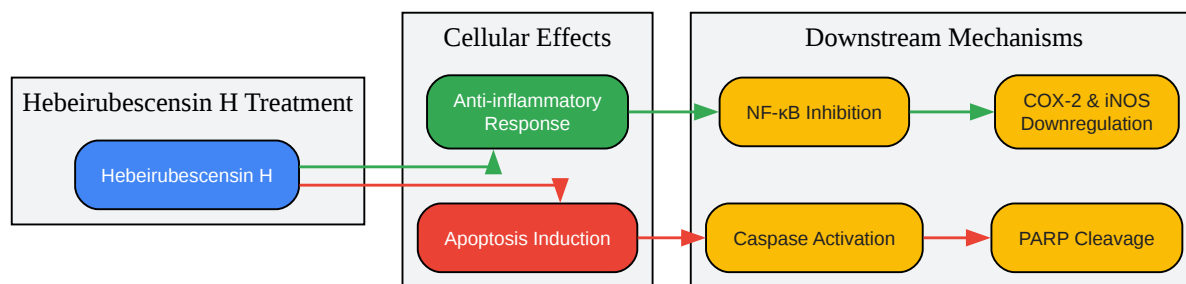 Hebeirubescensin H Treatment
Hebeirubescensin H
Cellular Effects
Anti-inflammatory
Response
Apoptosis Induction
Downstream Mechanisms
NF-κB Inhibition
COX-2 & iNOS
Downregulation
Caspase Activation
PARP Cleavage